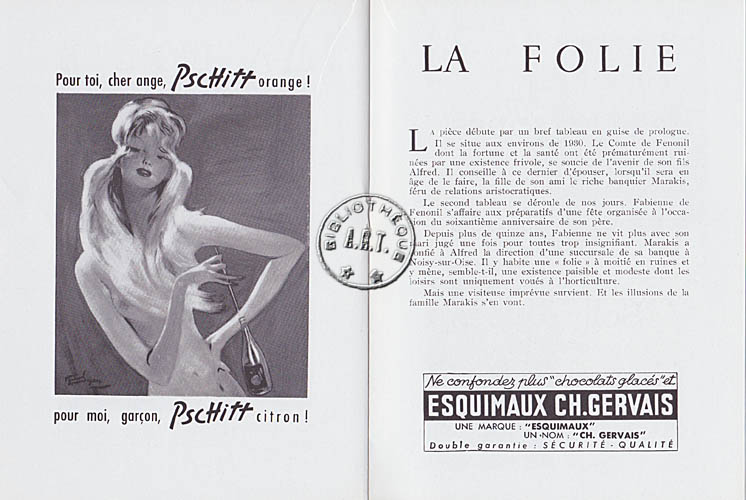 Pour toi, cher ange, PSCHITT orange !
pour moi, garçon, PSCHITT citron !
LA FOLIE
LA pièce débute par un bref tableau en guise de prologue.
Il se situe aux environs de 1930. Le Comte de Fenonil
dont la fortune et la santé ont été prématurément rui-
nées par une existence frivole, se soucie de l'avenir de son fils
Alfred. Il conseille à ce dernier d'épouser, lorsqu'il sera en
âge de le faire, la fille de son ami le riche banquier Marakis,
féru de relations aristocratiques.
Le second tableau se déroule de nos jours. Fabienne de
Fenonil s'affaire aux préparatifs d'une fête organisée à l'occa-
sion du soixantième anniversaire de son père.
Depuis plus de quinze ans, Fabienne ne vit plus avec son
mari jugé une fois pour toutes trop insignifiant. Marakis a
confié à Alfred la direction d'une succursale de sa banque à
Noisy-sur-Oise. Il y habite une « folie » à moitié en ruines et
y mène, semble-t-il, une existence paisible et modeste dont les
loisirs sont uniquement voués à l'horticulture.
Mais une visiteuse imprévue survient. Et les illusions de la
famille Marakis s'en vont.
BIBLIOTHÈQUE
A.R.T.
Ne confondez plus "chocolats glacés" et
ESQUIMAUX CH.GERVAIS
UNE MARQUE : "ESQUIMAUX"
UN NOM : "CH. GERVAIS"
Double garantie : SÉCURITÉ - QUALITÉ